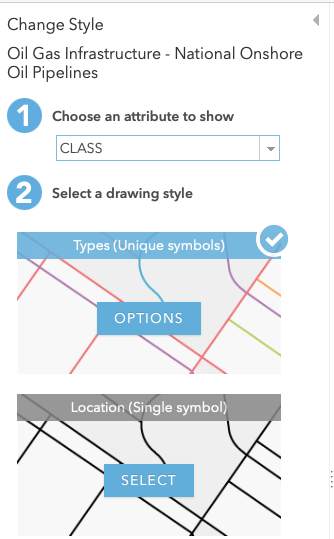 Change Style
Oil Gas Infrastructure - National Onshore
Oil Pipelines
1 Choose an attribute to show
CLASS
2 Select a drawing style
Types (Unique symbols)
OPTIONS
Location (Single symbol)
SELECT